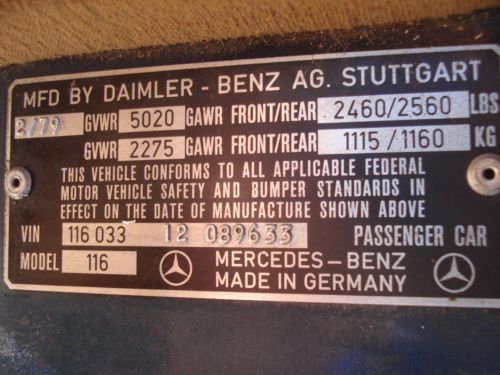 MFD BY DAIMLER - BENZ AG. STUTTGART
2/79 GVWR 5020 GAWR FRONT/REAR 2460/2560 LBS
GVWR 2275 GAWR FRONT/REAR 1115/1160 KG
THIS VEHICLE CONFORMS TO ALL APPLICABLE FEDERAL
MOTOR VEHICLE SAFETY AND BUMPER STANDARDS IN
EFFECT ON THE DATE OF MANUFACTURE SHOWN ABOVE
VIN 116 033 12 089633 PASSENGER CAR
MODEL 116 MERCEDES-BENZ
MADE IN GERMANY